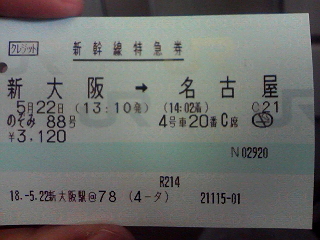 クレジット 新幹線特急券
新大阪 → 名古屋
5月22日 (13:10発) (14:02着) C21
のぞみ 88号 4号車20番C席
¥3,120
N02920
R214
18.-5.22新大阪駅@78 (4-タ) 21115-01